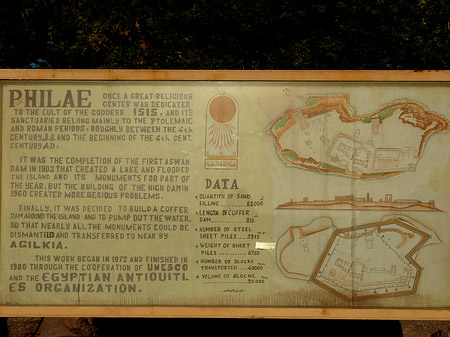 PHILAE ONCE A GREAT RELIGIOUS
CENTER WAS DEDICATED
TO THE CULT OF THE GODDESS ISIS, AND ITS
SANCTUARIES BELONG MAINLY TO THE PTOLEMAIC
AND ROMAN PERIODS, ROUGHLY BETWEEN THE 4th
CENTURY B.C. AND THE BEGINNING OF THE 4th CENT.
CENTURY A.D.
IT WAS THE COMPLETION OF THE FIRST ASWAN
DAM IN 1902 THAT CREATED A LAKE AND FLOODED
THE ISLAND AND ITS MONUMENTS FOR PART OF
THE YEAR, BUT THE BUILDING OF THE HIGH DAM IN
1960 CREATED MORE SERIOUS PROBLEMS.
FINALLY, IT WAS DECIDED TO BUILD A COFFER
DAM AROUND THE ISLAND AND TO PUMP OUT THE WATER,
SO THAT NEARLY ALL THE MONUMENTS COULD BE
DISMANTLED AND TRANSFERRED TO NEAR BY
AGILKIA.
THIS WORK BEGAN IN 1972 AND FINISHED IN
1980 THROUGH THE COOPERATION OF UNESCO
AND THE EGYPTIAN ANTIQUITI_
ES ORGANIZATION.
DATA
QUANTITY OF SAND
FILLING
LENGTH OF COFFER
DAM
NUMBER OF STEEL
SHEET PILES
WEIGHT OF SHEET
PILES 6750
NUMBER OF BLOCKS
TRANSPORTED
VOLUME OF BLOCKS
20.000